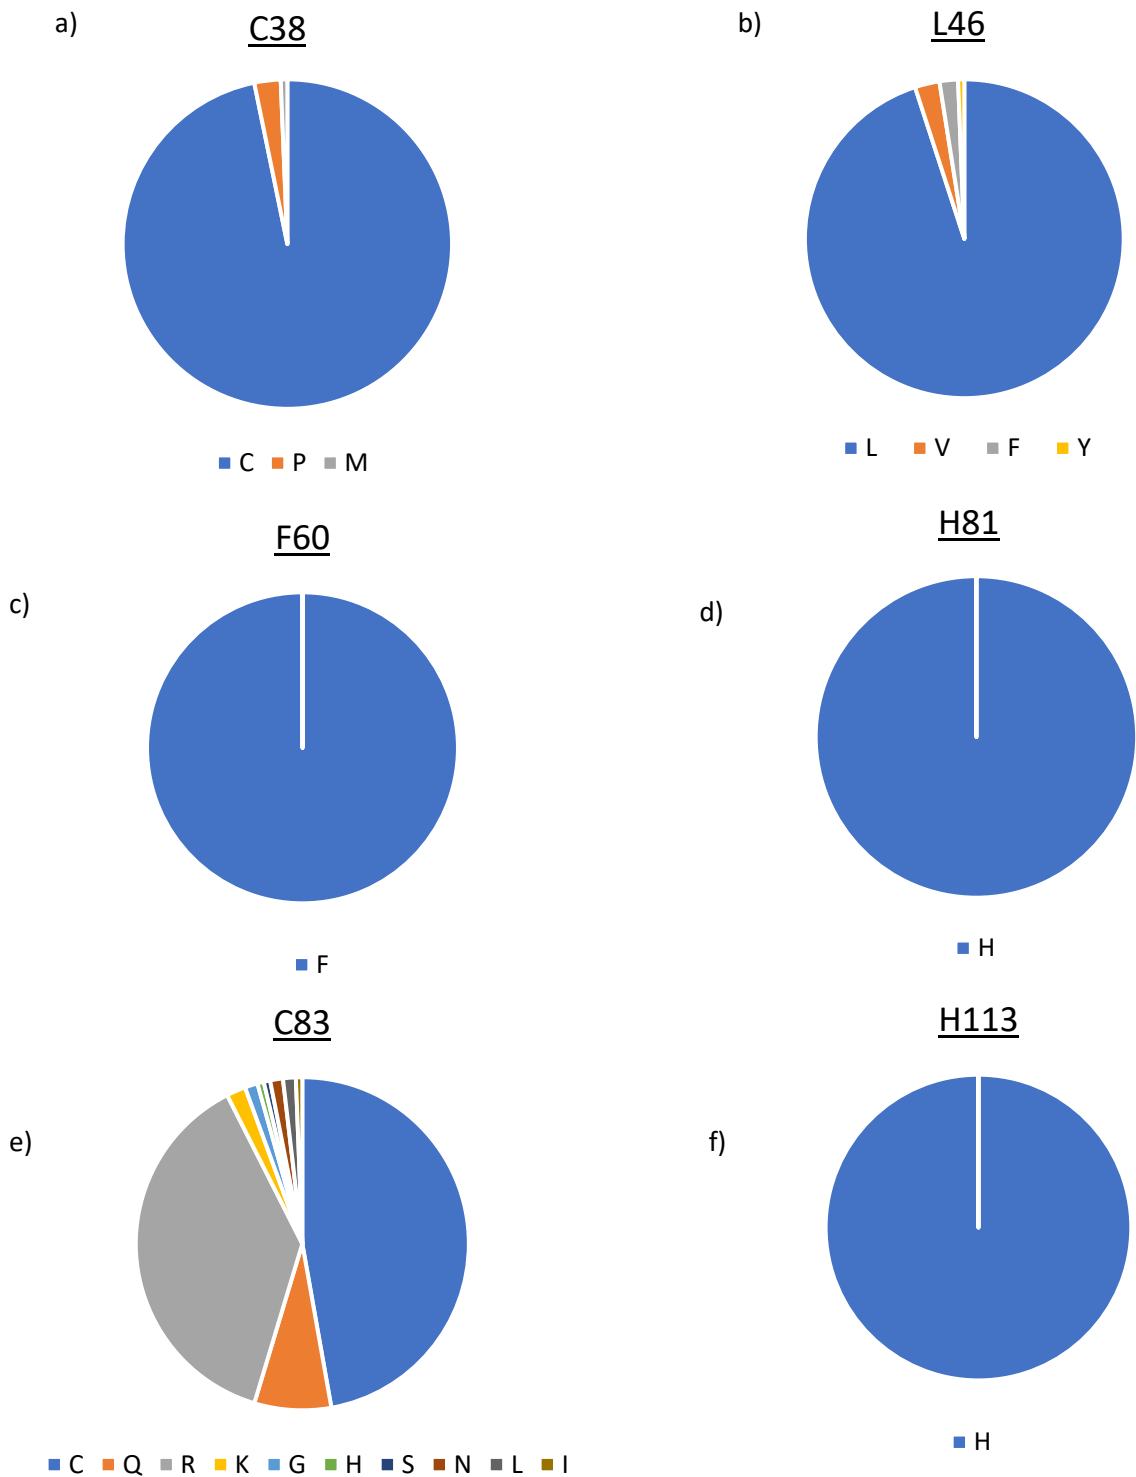 a) C38
C P M
b) L46
L V F Y
c) F60
F
d) H81
H
e) C83
C Q R K G H S N L I
f) H113
H